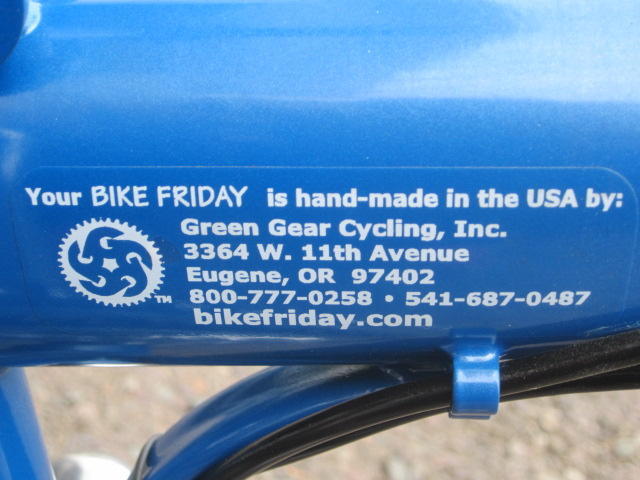 Your BIKE FRIDAY is hand-made in the USA by:
Green Gear Cycling, Inc.
3364 W. 11th Avenue
Eugene, OR 97402
800-777-0258 • 541-687-0487
bikefriday.com
TM